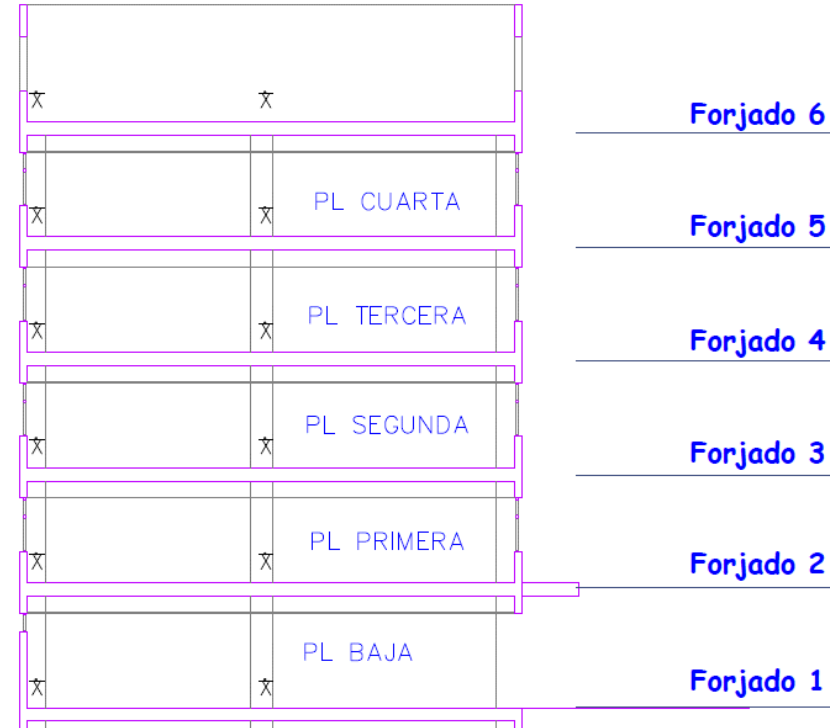 Forjado 6
PL CUARTA
Forjado 5
PL TERCERA
Forjado 4
PL SEGUNDA
Forjado 3
PL PRIMERA
Forjado 2
PL BAJA
Forjado 1